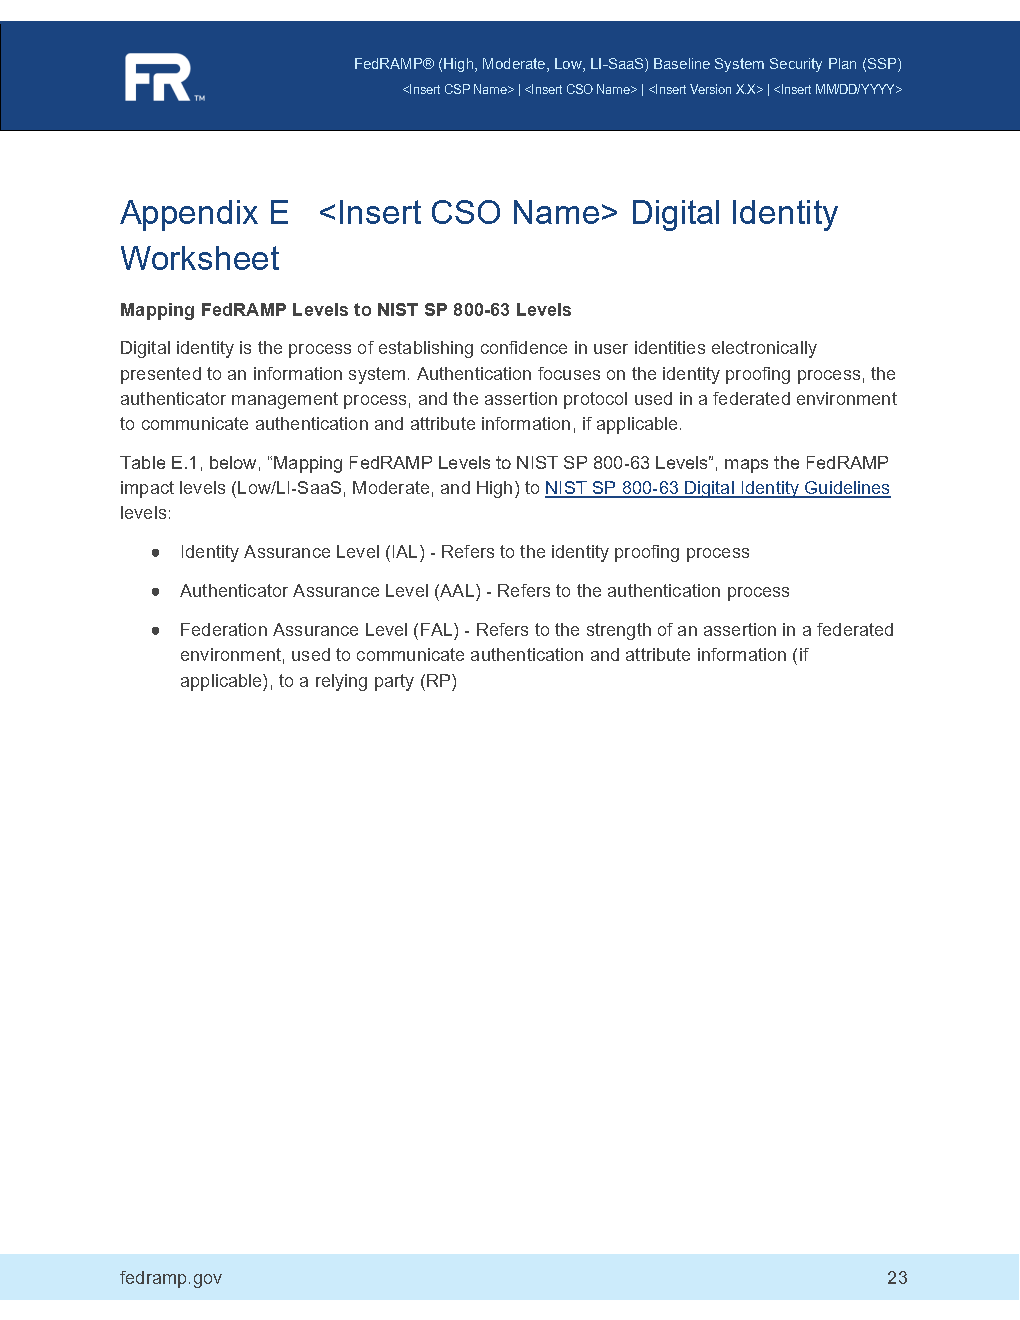 FR™
FedRAMP® (High, Moderate, Low, LI-SaaS) Baseline System Security Plan (SSP)
<Insert CSP Name> | <Insert CSO Name> | <Insert Version X.X> | <Insert MM/DD/YYYY>
Appendix E <Insert CSO Name> Digital Identity
Worksheet
Mapping FedRAMP Levels to NIST SP 800-63 Levels
Digital identity is the process of establishing confidence in user identities electronically
presented to an information system. Authentication focuses on the identity proofing process, the
authenticator management process, and the assertion protocol used in a federated environment
to communicate authentication and attribute information, if applicable.
Table E.1, below, “Mapping FedRAMP Levels to NIST SP 800-63 Levels”, maps the FedRAMP
impact levels (Low/LI-SaaS, Moderate, and High) to NIST SP 800-63 Digital Identity Guidelines
levels:
● Identity Assurance Level (IAL) - Refers to the identity proofing process
● Authenticator Assurance Level (AAL) - Refers to the authentication process
● Federation Assurance Level (FAL) - Refers to the strength of an assertion in a federated
environment, used to communicate authentication and attribute information (if
applicable), to a relying party (RP)
fedramp.gov 23